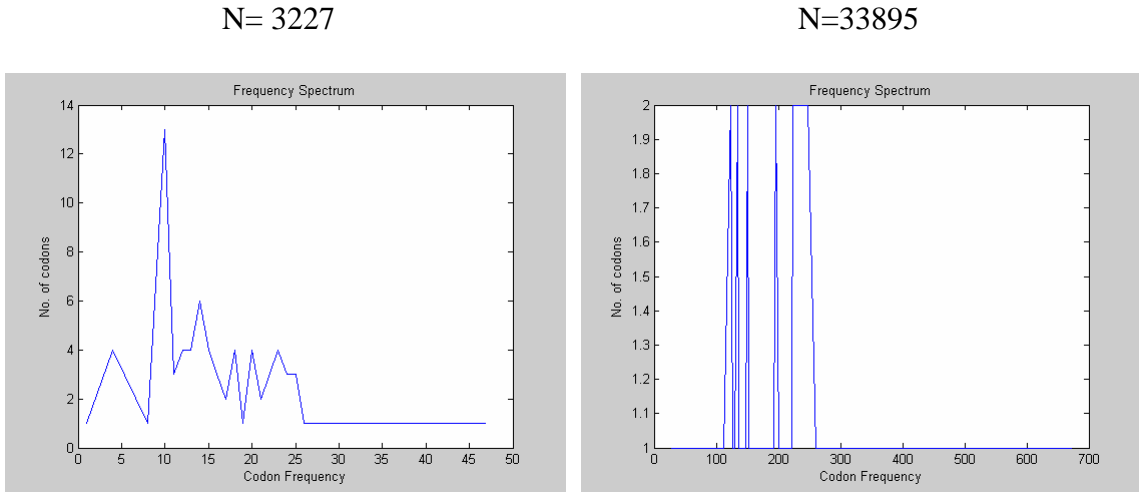 N= 3227
N=33895
Frequency Spectrum
14
12
10
8
6
4
2
0
No. of codons
0 5 10 15 20 25 30 35 40 45 50
Codon Frequency
Frequency Spectrum
2
1.9
1.8
1.7
1.6
1.5
1.4
1.3
1.2
1.1
1
No. of codons
0 100 200 300 400 500 600 700
Codon Frequency